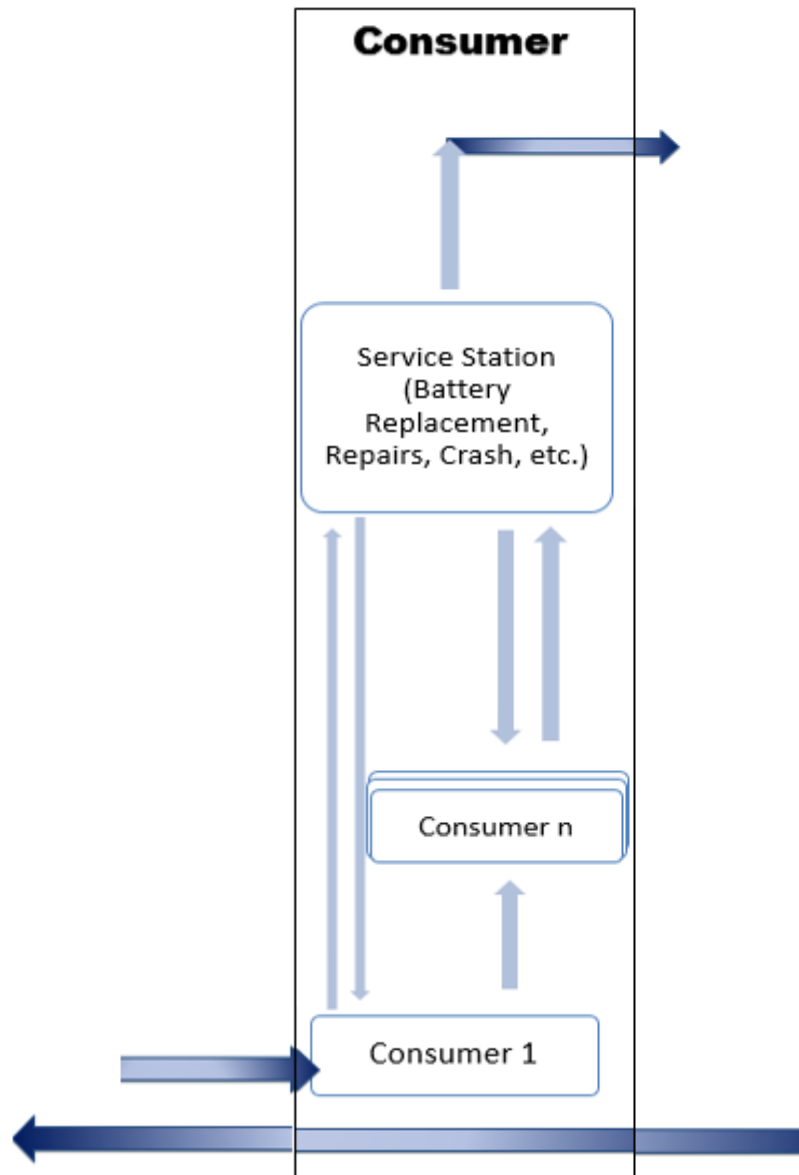 Consumer
Service Station
(Battery
Replacement,
Repairs, Crash, etc.)
Consumer n
Consumer 1